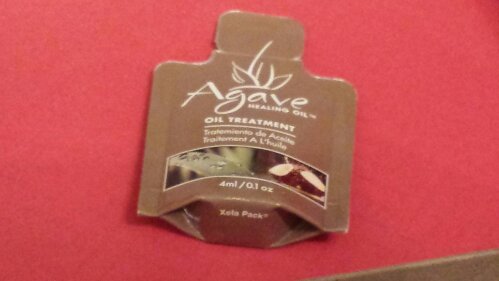 Agave
HEALING OIL™
OIL TREATMENT
Tratamiento de Aceite
Traitement A L'huile
4ml / 0.1 oz
Xela Pack®